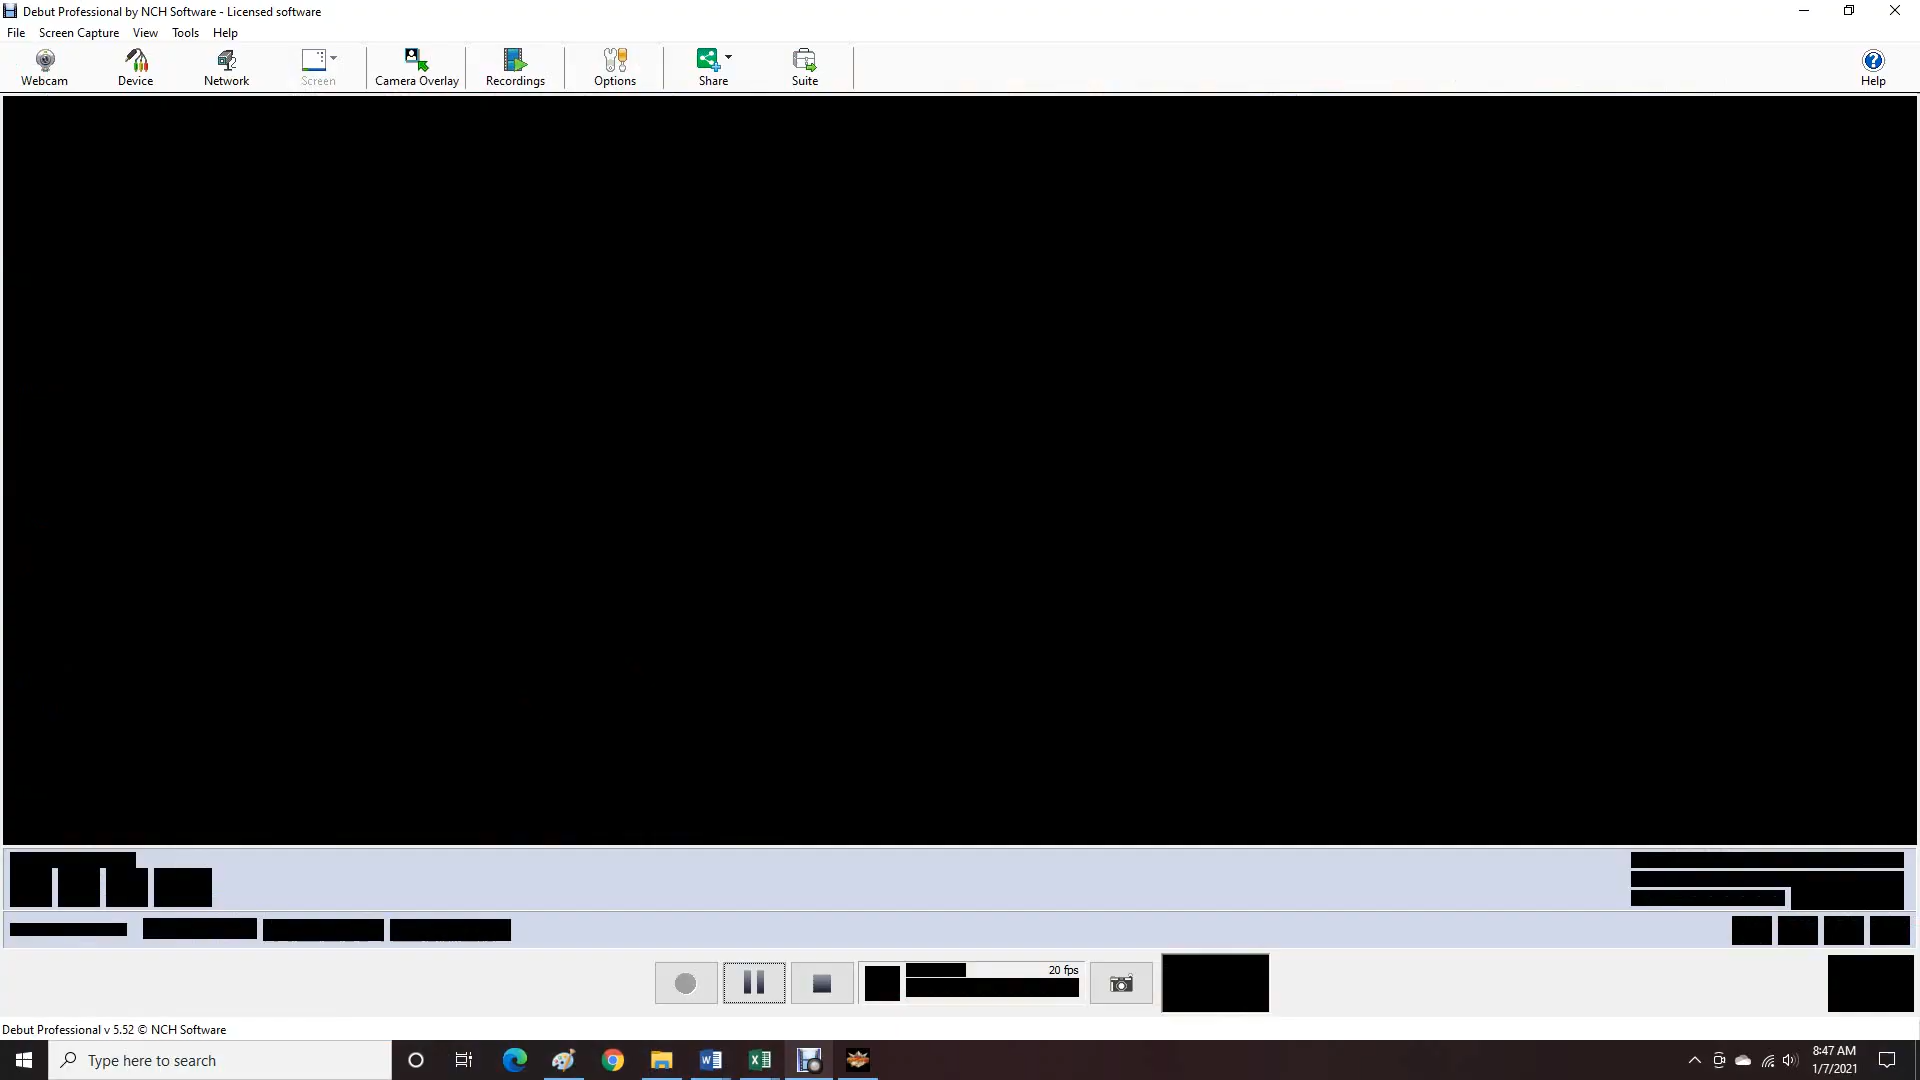 Debut Professional by NCH Software - Licensed software
File Screen Capture View Tools Help
Webcam Device Network Screen Camera Overlay Recordings Options Share Suite Help
20 fps
Debut Professional v 5.52 © NCH Software
Type here to search
8:47 AM
1/7/2021